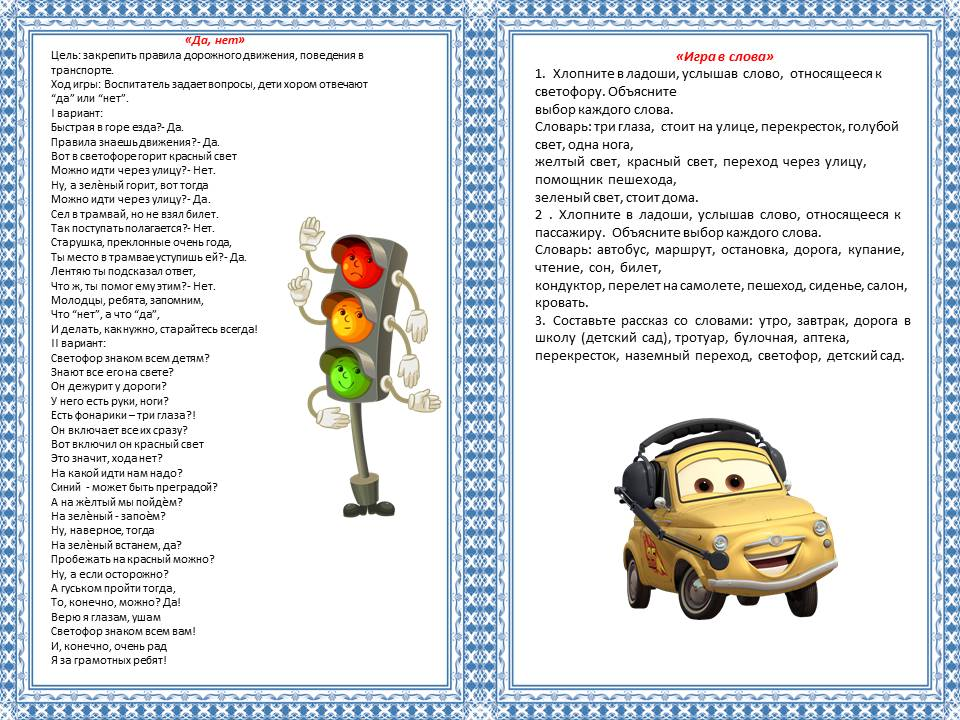 «Да, нет»
Цель: закрепить правила дорожного движения, поведения в
транспорте.
Ход игры: Воспитатель задает вопросы, дети хором отвечают
“да” или “нет”.
I вариант:
Быстрая в горе езда?- Да.
Правила знаешь движения?- Да.
Вот в светофоре горит красный свет
Можно идти через улицу?- Нет.
Ну, а зелѐный горит, вот тогда
Можно идти через улицу?- Да.
Сел в трамвай, но не взял билет.
Так поступать полагается?- Нет.
Старушка, преклонные очень года,
Ты место в трамвае уступишь ей?- Да.
Лентяю ты подсказал ответ,
Что ж, ты помог ему этим?- Нет.
Молодцы, ребята, запомним,
Что “нет”, а что “да”,
И делать, как нужно, старайтесь всегда!
II вариант:
Светофор знаком всем детям?
Знают все его на свете?
Он дежурит у дороги?
У него есть руки, ноги?
Есть фонарики – три глаза?!
Он включает все их сразу?
Вот включил он красный свет
Это значит, хода нет?
На какой идти нам надо?
Синий - может быть преградой?
А на жѐлтый мы пойдѐм?
На зелѐный - запоѐм?
Ну, наверное, тогда
На зелѐный встанем, да?
Пробежать на красный можно?
Ну, а если осторожно?
А гуськом пройти тогда,
То, конечно, можно? Да!
Верю я глазам, ушам
Светофор знаком всем вам!
И, конечно, очень рад
Я за грамотных ребят!
«Игра в слова»
1. Хлопните в ладоши, услышав слово, относящееся к
светофору. Объясните
выбор каждого слова.
Словарь: три глаза, стоит на улице, перекресток, голубой
свет, одна нога,
желтый свет, красный свет, переход через улицу,
помощник пешехода,
зеленый свет, стоит дома.
2 . Хлопните в ладоши, услышав слово, относящееся к
пассажиру. Объясните выбор каждого слова.
Словарь: автобус, маршрут, остановка, дорога, купание,
чтение, сон, билет,
кондуктор, перелет на самолете, пешеход, сиденье, салон,
кровать.
3. Составьте рассказ со словами: утро, завтрак, дорога в
школу (детский сад), тротуар, булочная, аптека,
перекресток, наземный переход, светофор, детский сад.